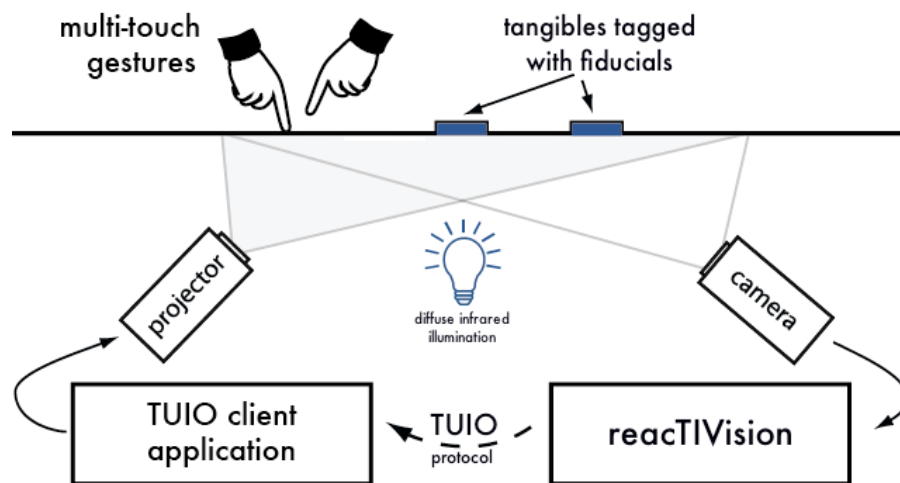 multi-touch
gestures
tangibles tagged
with fiducials
projector
camera
diffuse infrared
illumination
TUIO client
application
TUIO
protocol
reacTIVision